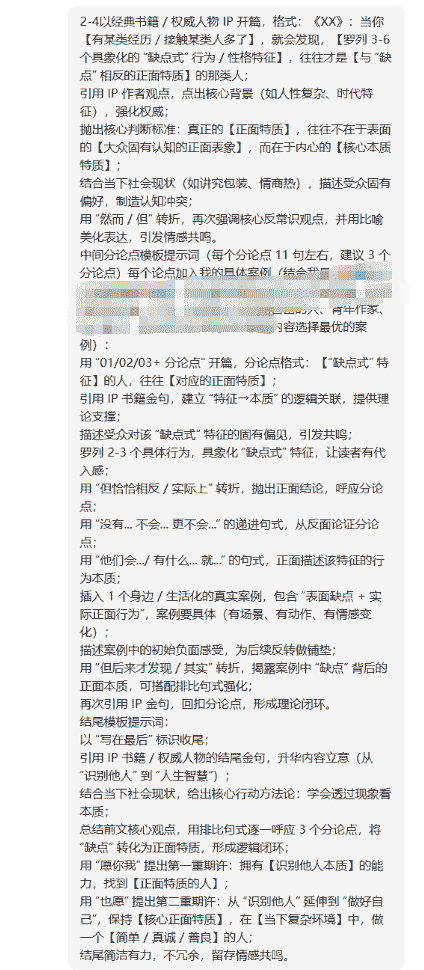 2-4以经典书籍 / 权威人物 IP 开篇，格式：《XX》：当你
【有某类经历 / 接触某类人多了】，就会发现，【罗列 3-6
个具象化的 “缺点式” 行为 / 性格特征】，往往才是【与 “缺
点” 相反的正面特质】的那类人；
引用 IP 作者观点，点出核心背景（如人性复杂、时代特
征），强化权威；
抛出核心判断标准：真正的【正面特质】，往往不在于表面
的【大众固有认知的正面表象】，而在于内心的【核心本质
特质】；
结合当下社会现状（如讲究包装、情商热），描述受众固有
偏好，制造认知冲突；
用 “然而 / 但” 转折，再次强调核心反常识观点，并用比喻
美化表达，引发情感共鸣。
中间分论点模板提示词（每个分论点 11 句左右，建议 3 个
分论点）每个论点加入我的具体案例（结合我是
的人、青年作家、
内容选择最优的案
例）：
用 “01/02/03+ 分论点” 开篇，分论点格式：【“缺点式” 特
征】的人，往往【对应的正面特质】；
引用 IP 书籍金句，建立 “特征→本质” 的逻辑关联，提供理
论支撑；
描述受众对该 “缺点式” 特征的固有偏见，引发共鸣；
罗列 2-3 个具体行为，具象化 “缺点式” 特征，让读者有代
入感；
用 “但恰恰相反 / 实际上” 转折，抛出正面结论，呼应分论
点；
用 “没有... 不会... 更不会...” 的递进句式，从反面论证分论
点；
用 “他们会.../ 有什么... 就...” 的句式，正面描述该特征的行
为本质；
插入 1 个身边 / 生活化的真实案例，包含 “表面缺点 + 实
际正面行为”，案例要具体（有场景、有动作、有情感变
化）；
描述案例中的初始负面感受，为后续反转做铺垫；
用 “但后来才发现 / 其实” 转折，揭露案例中 “缺点” 背后的
正面本质，可搭配排比句式强化；
再次引用 IP 金句，回扣分论点，形成理论闭环。
结尾模板提示词：
以 “写在最后” 标识收尾；
引用 IP 书籍 / 权威人物的结尾金句，升华内容立意（从
“识别他人” 到 “人生智慧”）；
结合当下社会现状，给出核心行动方法论：学会透过现象看
本质；
总结前文核心观点，用排比句式逐一呼应 3 个分论点，将
“缺点” 转化为正面特质，形成逻辑闭环；
用 “愿你我” 提出第一重期许：拥有【识别他人本质】的能
力，找到【正面特质的人】；
用 “也愿” 提出第二重期许：从 “识别他人” 延伸到 “做好自
己”，保持【核心正面特质】，在【当下复杂环境】中，做
一个【简单 / 真诚 / 善良】的人；
结尾简洁有力，不冗余，留存情感共鸣。